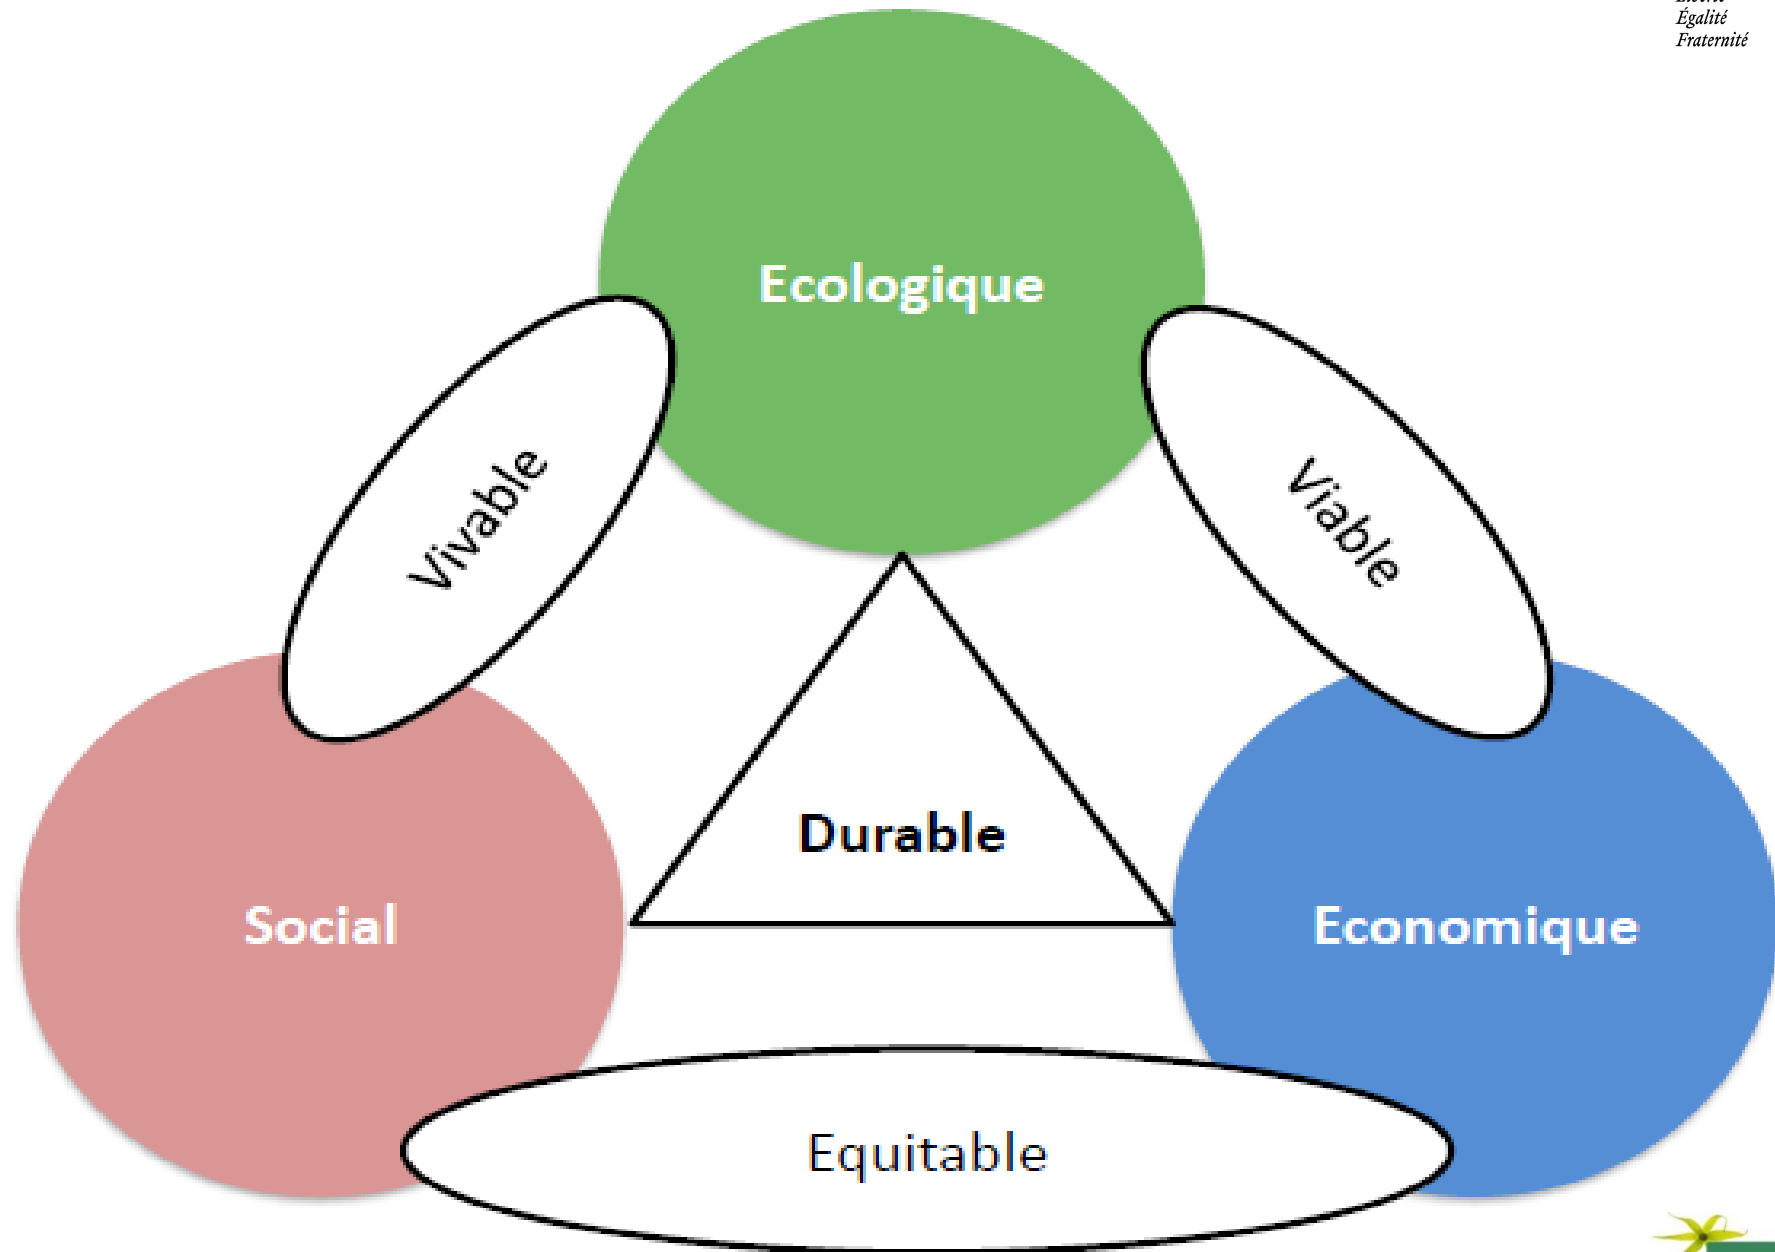 Égalité
Fraternité
Ecologique
Vivable
Viable
Durable
Social
Economique
Equitable